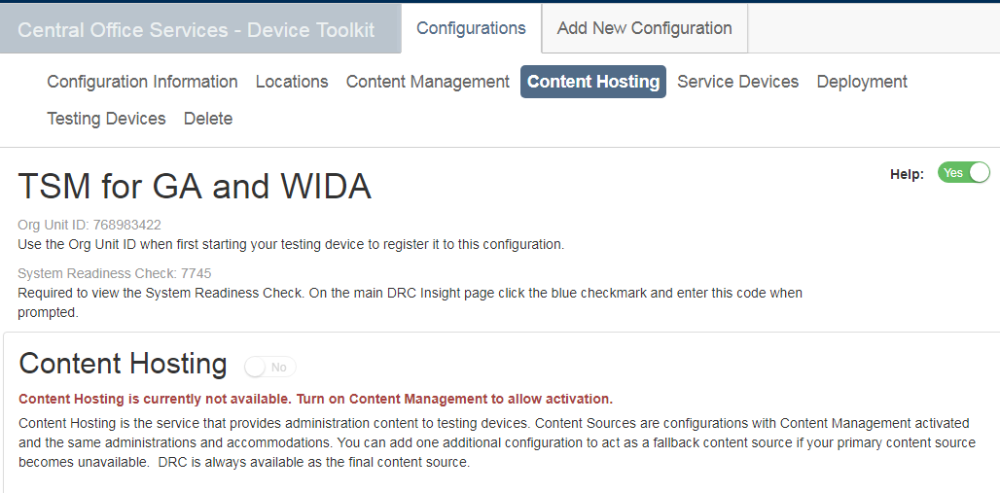 Central Office Services - Device Toolkit Configurations Add New Configuration
Configuration Information Locations Content Management Content Hosting Service Devices Deployment
Testing Devices Delete
TSM for GA and WIDA
Help: Yes
Org Unit ID: 768983422
Use the Org Unit ID when first starting your testing device to register it to this configuration.
System Readiness Check: 7745
Required to view the System Readiness Check. On the main DRC Insight page click the blue checkmark and enter this code when
prompted.
Content Hosting No
Content Hosting is currently not available. Turn on Content Management to allow activation.
Content Hosting is the service that provides administration content to testing devices. Content Sources are configurations with Content Management activated
and the same administrations and accommodations. You can add one additional configuration to act as a fallback content source if your primary content source
becomes unavailable. DRC is always available as the final content source.